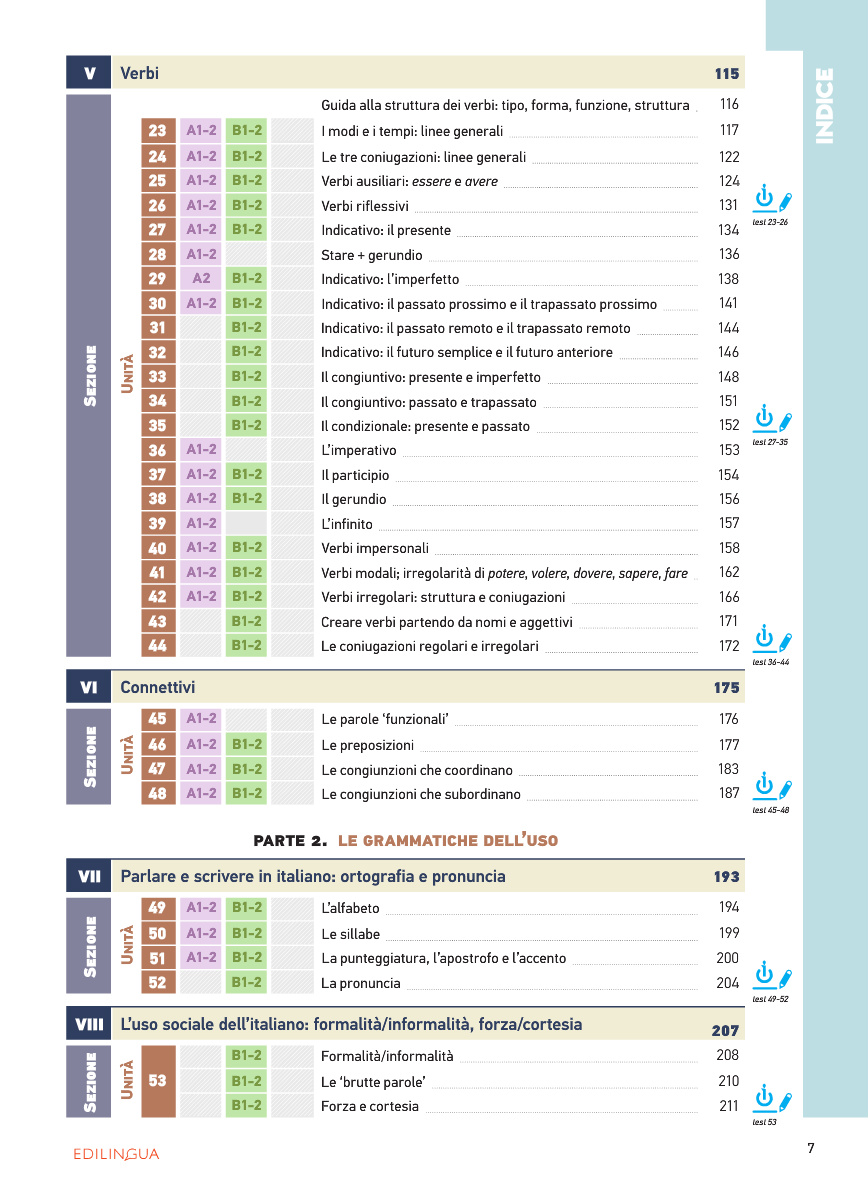 INDICE
V Verbi 115
SEZIONE
UNITÀ
Guida alla struttura dei verbi: tipo, forma, funzione, struttura 116
23 A1-2 B1-2 I modi e i tempi: linee generali 117
24 A1-2 B1-2 Le tre coniugazioni: linee generali 122
25 A1-2 B1-2 Verbi ausiliari: essere e avere 124
26 A1-2 B1-2 Verbi riflessivi 131
test 23-26
27 A1-2 B1-2 Indicativo: il presente 134
28 A1-2 Stare + gerundio 136
29 A2 B1-2 Indicativo: l'imperfetto 138
30 A1-2 B1-2 Indicativo: il passato prossimo e il trapassato prossimo 141
31 B1-2 Indicativo: il passato remoto e il trapassato remoto 144
32 B1-2 Indicativo: il futuro semplice e il futuro anteriore 146
33 B1-2 Il congiuntivo: presente e imperfetto 148
34 B1-2 Il congiuntivo: passato e trapassato 151
35 B1-2 Il condizionale: presente e passato 152
test 27-35
36 A1-2 L'imperativo 153
37 A1-2 B1-2 Il participio 154
38 A1-2 B1-2 Il gerundio 156
39 A1-2 L'infinito 157
40 A1-2 B1-2 Verbi impersonali 158
41 A1-2 B1-2 Verbi modali; irregolarità di potere, volere, dovere, sapere, fare 162
42 A1-2 B1-2 Verbi irregolari: struttura e coniugazioni 166
43 B1-2 Creare verbi partendo da nomi e aggettivi 171
44 B1-2 Le coniugazioni regolari e irregolari 172
test 36-44
VI Connettivi 175
SEZIONE
UNITÀ
45 A1-2 Le parole 'funzionali' 176
46 A1-2 B1-2 Le preposizioni 177
47 A1-2 B1-2 Le congiunzioni che coordinano 183
48 A1-2 B1-2 Le congiunzioni che subordinano 187
test 45-48
PARTE 2. LE GRAMMATICHE DELL'USO
VII Parlare e scrivere in italiano: ortografia e pronuncia 193
SEZIONE
UNITÀ
49 A1-2 B1-2 L'alfabeto 194
50 A1-2 B1-2 Le sillabe 199
51 A1-2 B1-2 La punteggiatura, l'apostrofo e l'accento 200
52 B1-2 La pronuncia 204
test 49-52
VIII L'uso sociale dell'italiano: formalità/informalità, forza/cortesia 207
SEZIONE
UNITÀ
B1-2 Formalità/informalità 208
53 B1-2 Le 'brutte parole' 210
B1-2 Forza e cortesia 211
test 53
EDILINGUA 7